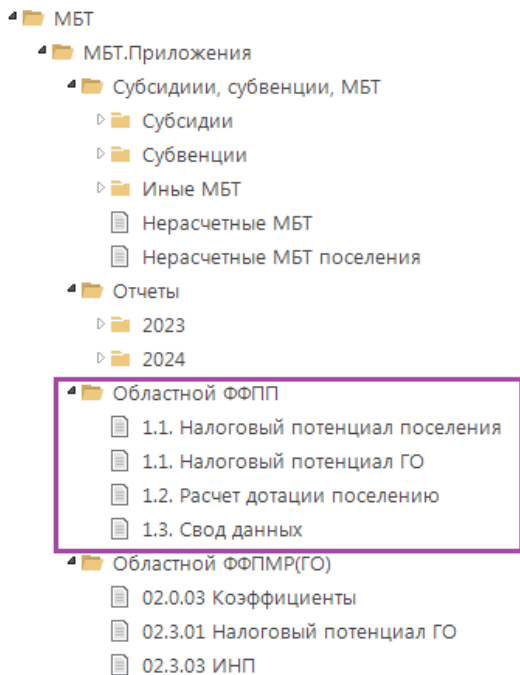 МБТ
МБТ.Приложения
Субсидиии, субвенции, МБТ
Субсидии
Субвенции
Иные МБТ
Нерасчетные МБТ
Нерасчетные МБТ поселения
Отчеты
2023
2024
Областной ФФПП
1.1. Налоговый потенциал поселения
1.1. Налоговый потенциал ГО
1.2. Расчет дотации поселению
1.3. Свод данных
Областной ФФПМР(ГО)
02.0.03 Коэффициенты
02.3.01 Налоговый потенциал ГО
02.3.03 ИНП